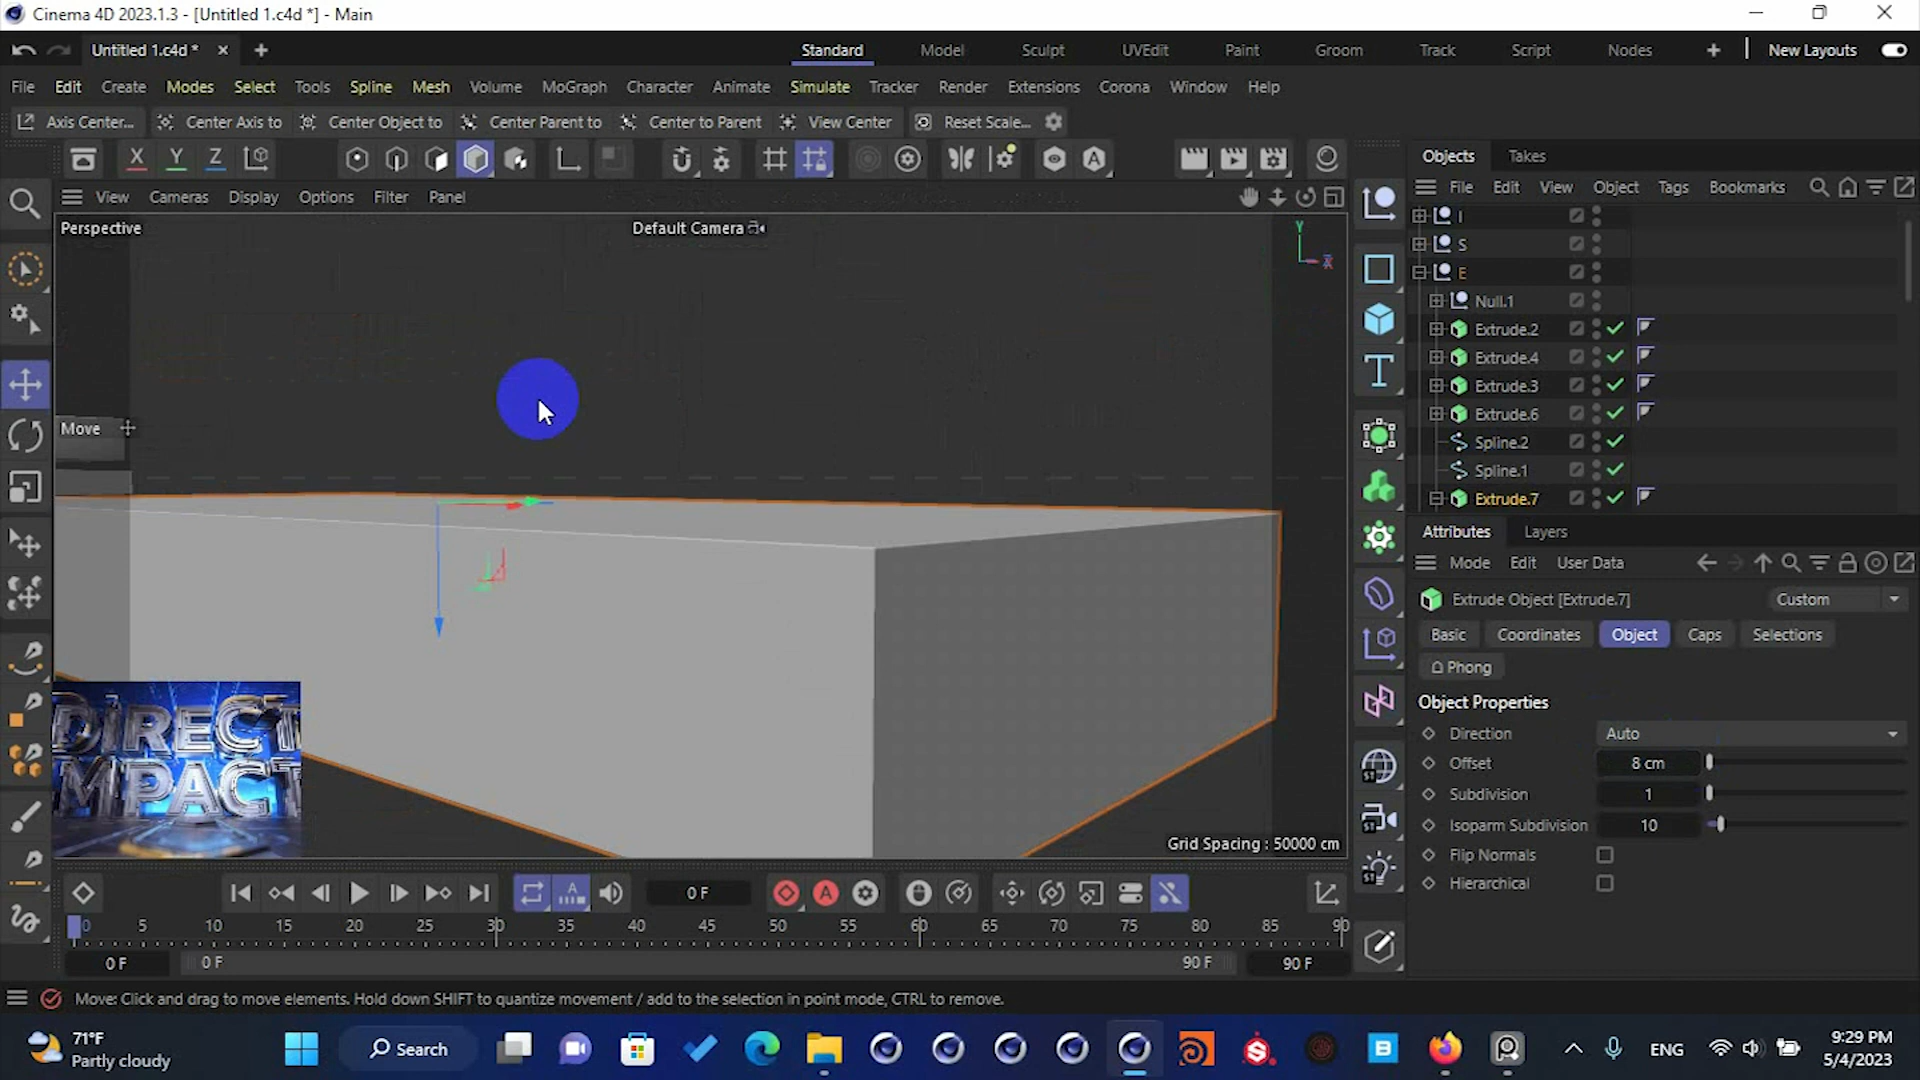 Cinema 4D 2023.1.3 - [Untitled 1.c4d *] - Main
Untitled 1.c4d *
Standard Model Sculpt UVEdit Paint Groom Track Script Nodes New Layouts
File Edit Create Modes Select Tools Spline Mesh Volume MoGraph Character Animate Simulate Tracker Render Extensions Corona Window Help
Axis Center... Center Axis to Center Object to Center Parent to Center to Parent View Center Reset Scale...
X Y Z
Objects Takes
File Edit View Object Tags Bookmarks
View Cameras Display Options Filter Panel
Perspective
Default Camera
Y
X
Move
I
S
E
Null.1
Extrude.2
Extrude.4
Extrude.3
Extrude.6
Spline.2
Spline.1
Extrude.7
Attributes Layers
Mode Edit User Data
Extrude Object [Extrude.7] Custom
Basic Coordinates Object Caps Selections
Phong
Object Properties
Direction Auto
Offset 8 cm
Subdivision 1
Isoparm Subdivision 10
Flip Normals
Hierarchical
DIRECT
IMPACT
Grid Spacing : 50000 cm
0 F
0 5 10 15 20 25 30 35 40 45 50 55 60 65 70 75 80 85 90
0 F 0 F 90 F 90 F
Move: Click and drag to move elements. Hold down SHIFT to quantize movement / add to the selection in point mode, CTRL to remove.
71°F
Partly cloudy
Search
ENG
9:29 PM
5/4/2023